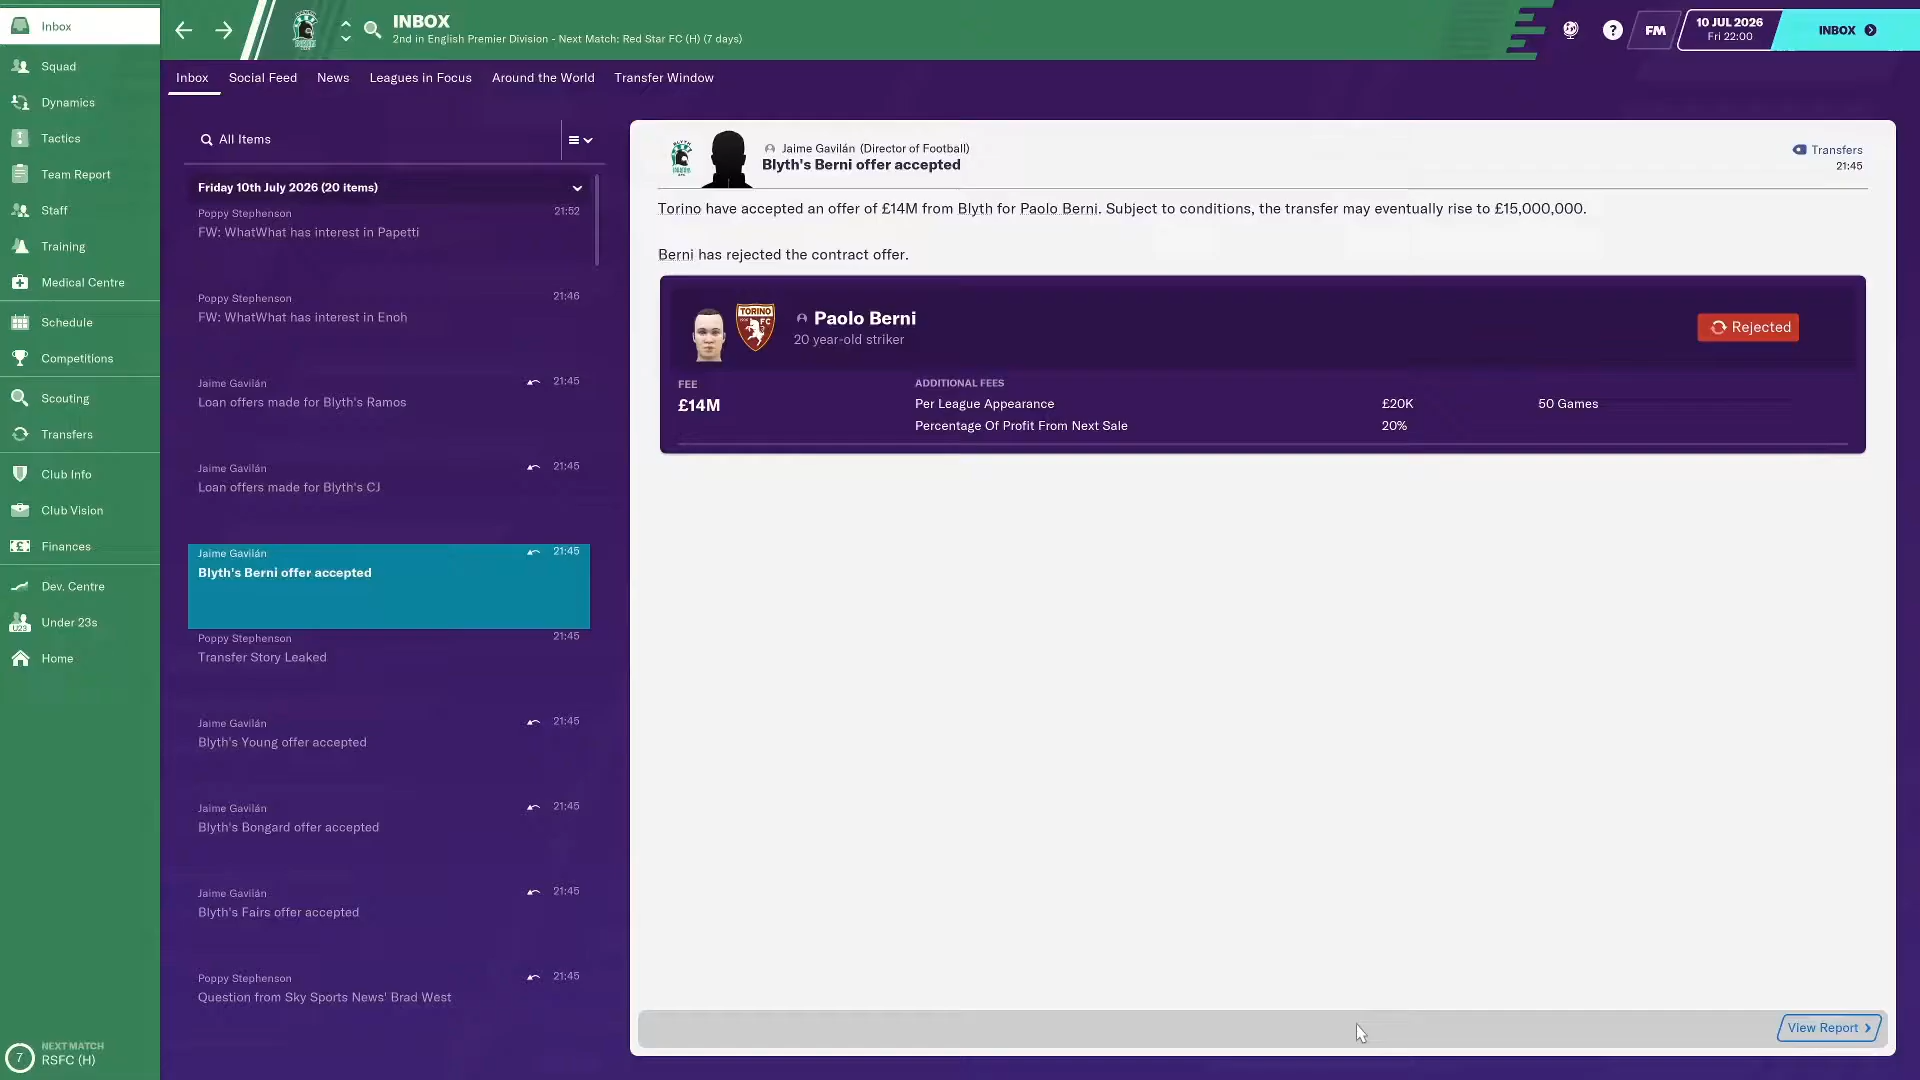 Inbox
Squad
Dynamics
Tactics
Team Report
Staff
Training
Medical Centre
Schedule
Competitions
Scouting
Transfers
Club Info
Club Vision
Finances
Dev. Centre
U23
Under 23s
Home
7
NEXT MATCH
RSFC (H)
INBOX
2nd in English Premier Division - Next Match: Red Star FC (H) (7 days)
?
FM
10 JUL 2026
Fri 22:00
INBOX
Inbox
Social Feed
News
Leagues in Focus
Around the World
Transfer Window
All Items
Friday 10th July 2026 (20 items)
Poppy Stephenson
21:52
FW: WhatWhat has interest in Papetti
Poppy Stephenson
21:46
FW: WhatWhat has interest in Enoh
Jaime Gavilán
21:45
Loan offers made for Blyth's Ramos
Jaime Gavilán
21:45
Loan offers made for Blyth's CJ
Jaime Gavilán
21:45
Blyth's Berni offer accepted
Poppy Stephenson
21:45
Transfer Story Leaked
Jaime Gavilán
21:45
Blyth's Young offer accepted
Jaime Gavilán
21:45
Blyth's Bongard offer accepted
Jaime Gavilán
21:45
Blyth's Fairs offer accepted
Poppy Stephenson
21:45
Question from Sky Sports News' Brad West
Jaime Gavilán (Director of Football)
Blyth's Berni offer accepted
Transfers
21:45
Torino have accepted an offer of £14M from Blyth for Paolo Berni. Subject to conditions, the transfer may eventually rise to £15,000,000.
Berni has rejected the contract offer.
TORINO
FC
Paolo Berni
20 year-old striker
Rejected
FEE
£14M
ADDITIONAL FEES
Per League Appearance
£20K
50 Games
Percentage Of Profit From Next Sale
20%
View Report